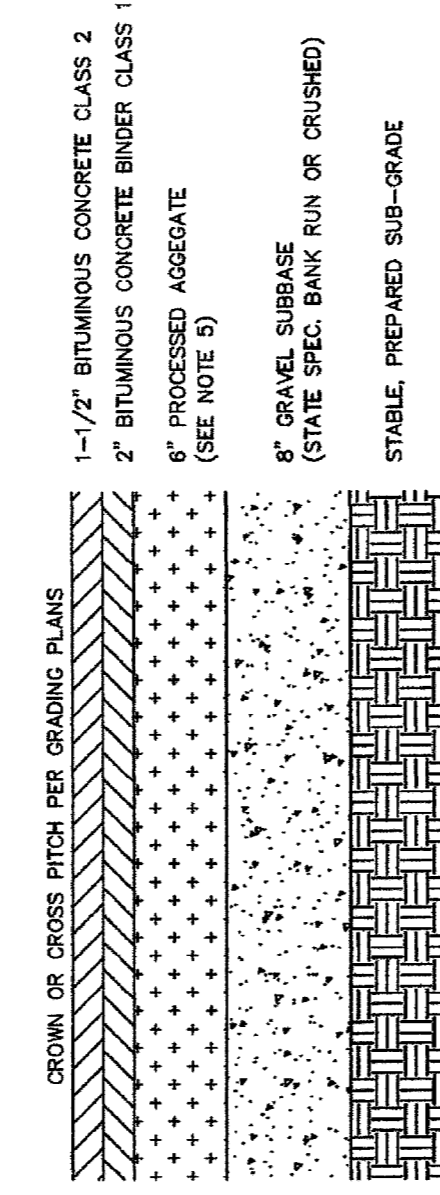 CROWN OR CROSS PITCH PER GRADING PLANS
1-1/2" BITUMINOUS CONCRETE CLASS 2
2" BITUMINOUS CONCRETE BINDER CLASS 1
6" PROCESSED AGGEGATE
(SEE NOTE 5)
8" GRAVEL SUBBASE
(STATE SPEC. BANK RUN OR CRUSHED)
STABLE, PREPARED SUB-GRADE